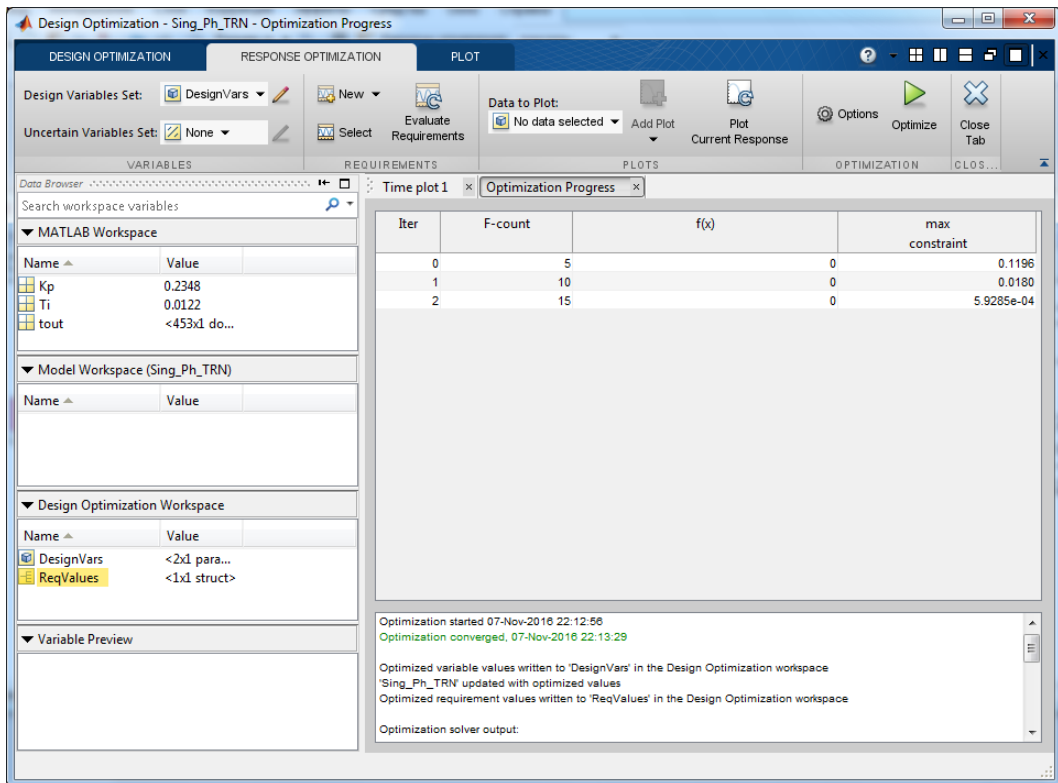 Design Optimization - Sing_Ph_TRN - Optimization Progress
DESIGN OPTIMIZATION RESPONSE OPTIMIZATION PLOT
Design Variables Set: DesignVars New Evaluate Requirements Data to Plot: No data selected Add Plot Plot Current Response Options Optimize Close Tab
Uncertain Variables Set: None Select
VARIABLES REQUIREMENTS PLOTS OPTIMIZATION CLOS...
Data Browser
Time plot 1 Optimization Progress
Search workspace variables
MATLAB Workspace
Name Value
Kp 0.2348
Ti 0.0122
tout <453x1 do...
Model Workspace (Sing_Ph_TRN)
Name Value
Design Optimization Workspace
Name Value
DesignVars <2x1 para...
ReqValues <1x1 struct>
Variable Preview
Iter F-count f(x) max
constraint
0 5 0 0.1196
1 10 0 0.0180
2 15 0 5.9285e-04
Optimization started 07-Nov-2016 22:12:56
Optimization converged, 07-Nov-2016 22:13:29
Optimized variable values written to 'DesignVars' in the Design Optimization workspace
'Sing_Ph_TRN' updated with optimized values
Optimized requirement values written to 'ReqValues' in the Design Optimization workspace
Optimization solver output: